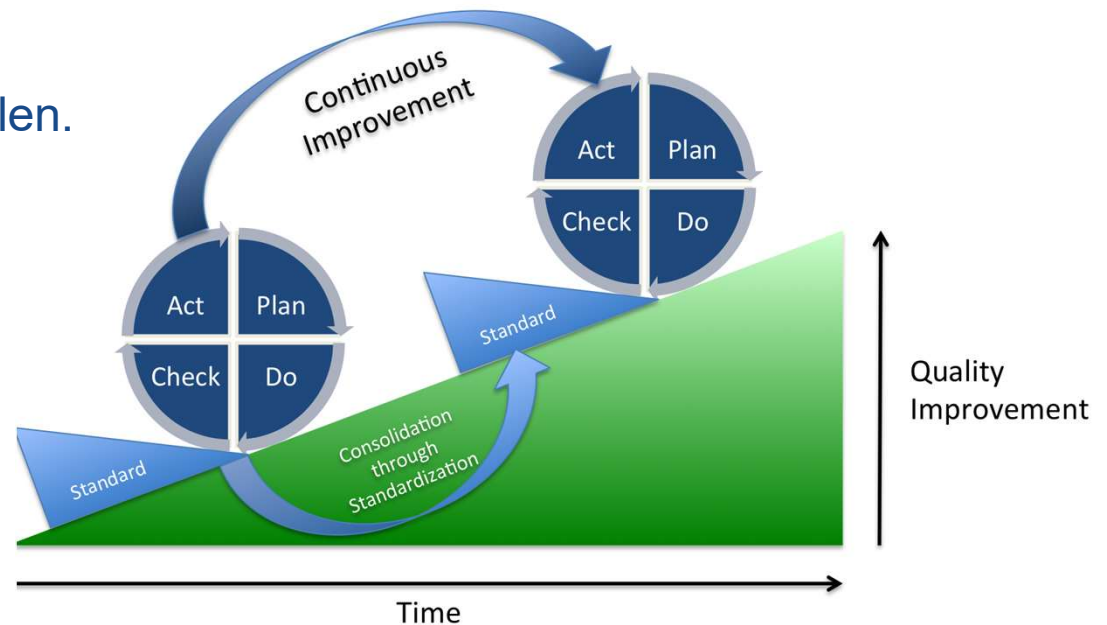 len.
Continuous
Improvement
Act
Plan
Check
Do
Act
Plan
Check
Do
Standard
Standard
Consolidation
through
Standardization
Quality
Improvement
Time